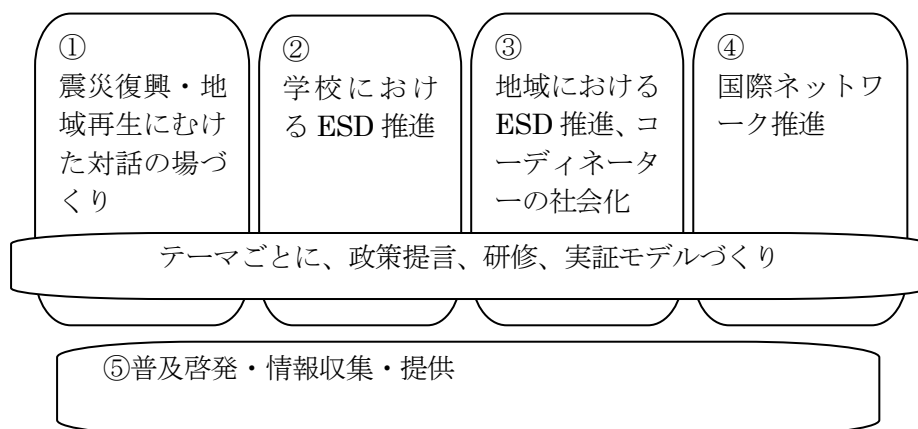 ①
震災復興・地
域再生にむけ
た対話の場づ
くり
②
学校におけ
る ESD 推進
③
地域における
ESD 推進、コ
ーディネータ
ーの社会化
④
国際ネットワ
ーク推進
テーマごとに、政策提言、研修、実証モデルづくり
⑤普及啓発・情報収集・提供